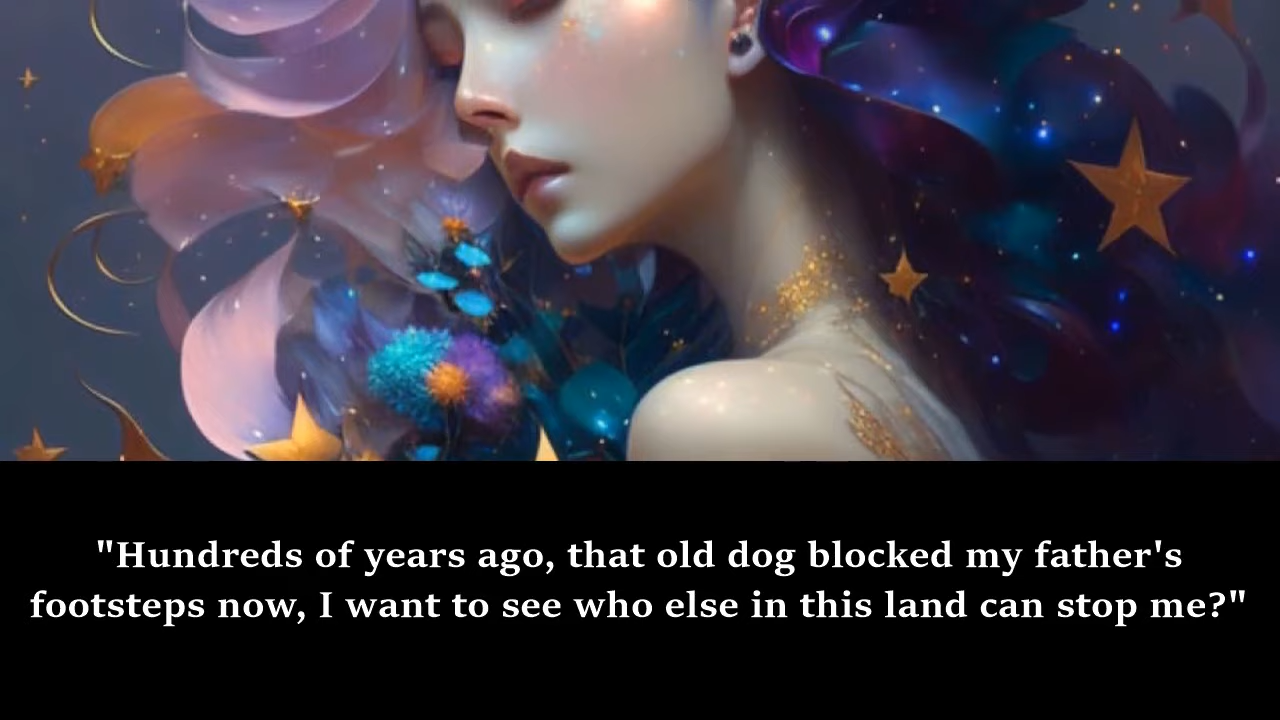 "Hundreds of years ago, that old dog blocked my father's
footsteps now, I want to see who else in this land can stop me?"